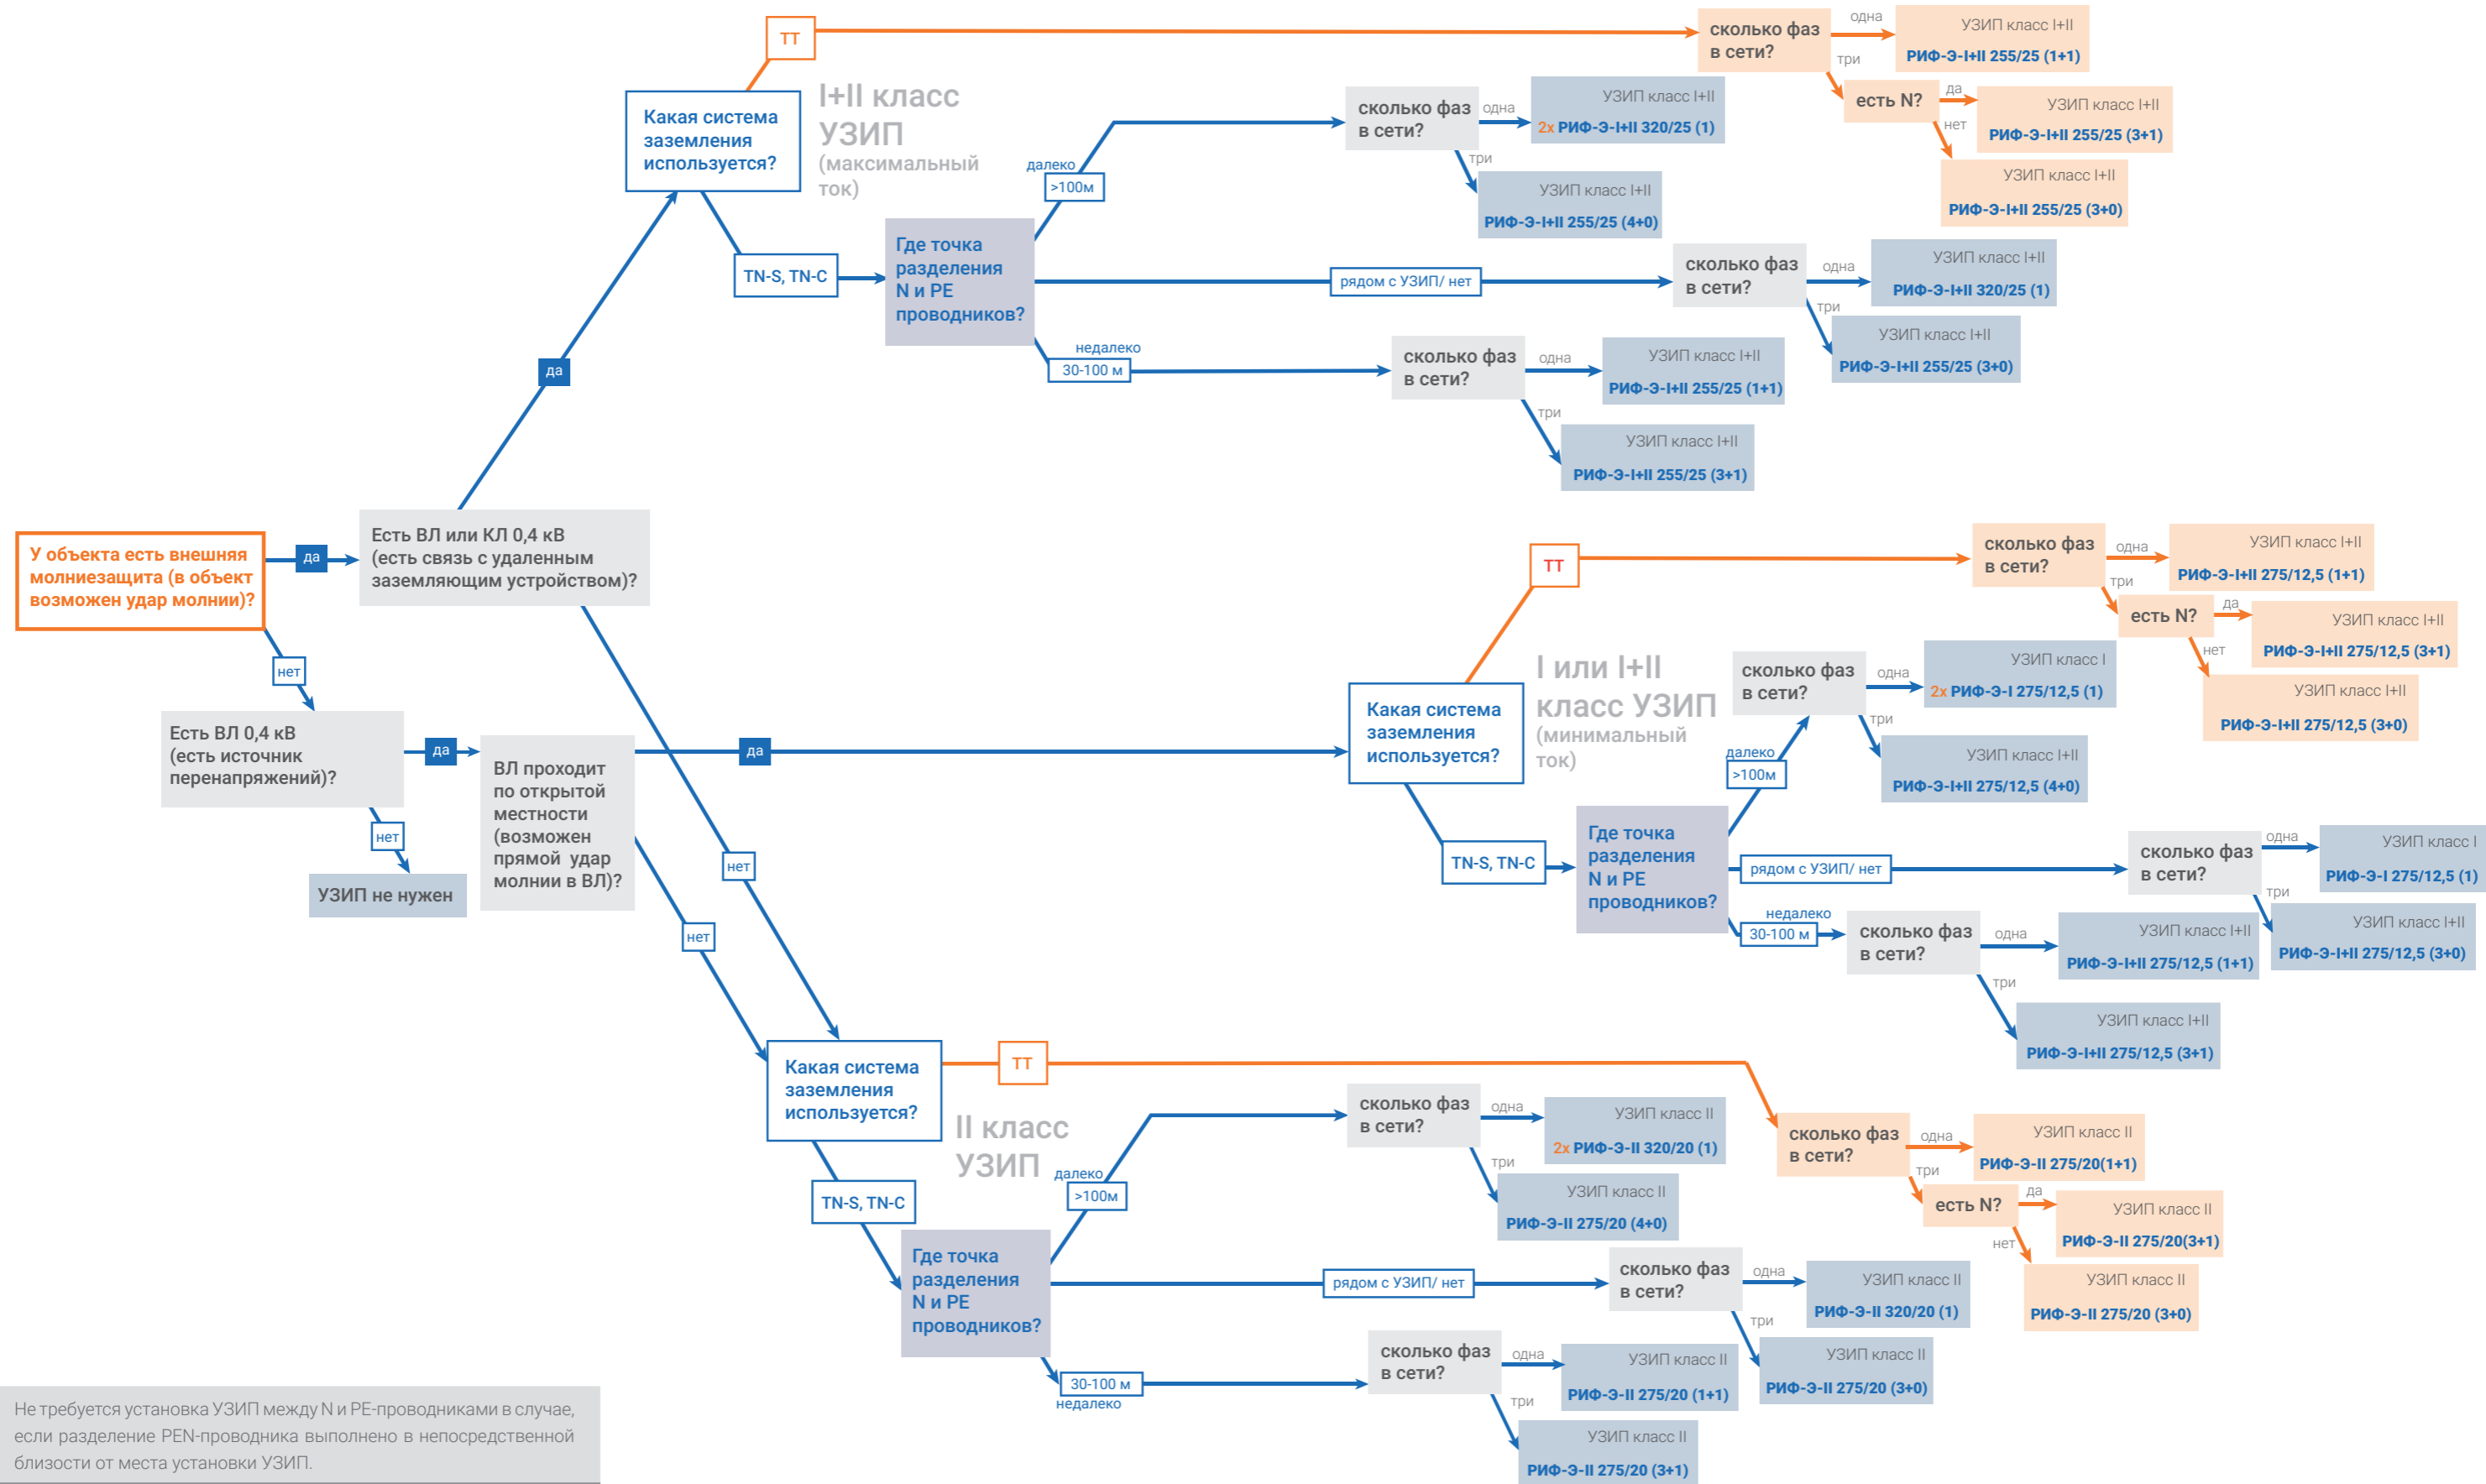 ТТ
сколько фаз
в сети?
одна
УЗИП класс I+II
РИФ-Э-I+II 255/25 (1+1)
три
есть N?
да
УЗИП класс I+II
РИФ-Э-I+II 255/25 (3+1)
нет
УЗИП класс I+II
РИФ-Э-I+II 255/25 (3+0)
Какая система
заземления
используется?
I+II класс
УЗИП
(максимальный
ток)
TN-S, TN-C
Где точка
разделения
N и PE
проводников?
далеко
>100м
сколько фаз
в сети?
одна
УЗИП класс I+II
2x РИФ-Э-I+II 320/25 (1)
три
УЗИП класс I+II
РИФ-Э-I+II 255/25 (4+0)
рядом с УЗИП/ нет
сколько фаз
в сети?
одна
УЗИП класс I+II
РИФ-Э-I+II 320/25 (1)
три
УЗИП класс I+II
РИФ-Э-I+II 255/25 (3+0)
недалеко
30-100 м
сколько фаз
в сети?
одна
УЗИП класс I+II
РИФ-Э-I+II 255/25 (1+1)
три
УЗИП класс I+II
РИФ-Э-I+II 255/25 (3+1)
да
У объекта есть внешняя
молниезащита (в объект
возможен удар молнии)?
да
Есть ВЛ или КЛ 0,4 кВ
(есть связь с удаленным
заземляющим устройством)?
нет
Есть ВЛ 0,4 кВ
(есть источник
перенапряжений)?
да
нет
УЗИП не нужен
ВЛ проходит
по открытой
местности
(возможен
прямой удар
молнии в ВЛ)?
да
нет
нет
ТТ
сколько фаз
в сети?
одна
УЗИП класс I+II
РИФ-Э-I+II 275/12,5 (1+1)
три
есть N?
да
УЗИП класс I+II
РИФ-Э-I+II 275/12,5 (3+1)
нет
УЗИП класс I+II
РИФ-Э-I+II 275/12,5 (3+0)
Какая система
заземления
используется?
I или I+II
класс УЗИП
(минимальный
ток)
TN-S, TN-C
Где точка
разделения
N и PE
проводников?
далеко
>100м
сколько фаз
в сети?
одна
УЗИП класс I
2x РИФ-Э-I 275/12,5 (1)
три
УЗИП класс I+II
РИФ-Э-I+II 275/12,5 (4+0)
рядом с УЗИП/ нет
сколько фаз
в сети?
одна
УЗИП класс I
РИФ-Э-I 275/12,5 (1)
три
УЗИП класс I+II
РИФ-Э-I+II 275/12,5 (3+0)
недалеко
30-100 м
сколько фаз
в сети?
одна
УЗИП класс I+II
РИФ-Э-I+II 275/12,5 (1+1)
три
УЗИП класс I+II
РИФ-Э-I+II 275/12,5 (3+1)
Какая система
заземления
используется?
ТТ
II класс
УЗИП
сколько фаз
в сети?
одна
УЗИП класс II
РИФ-Э-II 275/20(1+1)
три
есть N?
да
УЗИП класс II
РИФ-Э-II 275/20(3+1)
нет
УЗИП класс II
РИФ-Э-II 275/20 (3+0)
TN-S, TN-C
Где точка
разделения
N и PE
проводников?
далеко
>100м
сколько фаз
в сети?
одна
УЗИП класс II
2x РИФ-Э-II 320/20 (1)
три
УЗИП класс II
РИФ-Э-II 275/20 (4+0)
рядом с УЗИП/ нет
сколько фаз
в сети?
одна
УЗИП класс II
РИФ-Э-II 320/20 (1)
три
УЗИП класс II
РИФ-Э-II 275/20 (3+0)
30-100 м
недалеко
сколько фаз
в сети?
одна
УЗИП класс II
РИФ-Э-II 275/20 (1+1)
три
УЗИП класс II
РИФ-Э-II 275/20 (3+1)
Не требуется установка УЗИП между N и PE-проводниками в случае,
если разделение PEN-проводника выполнено в непосредственной
близости от места установки УЗИП.